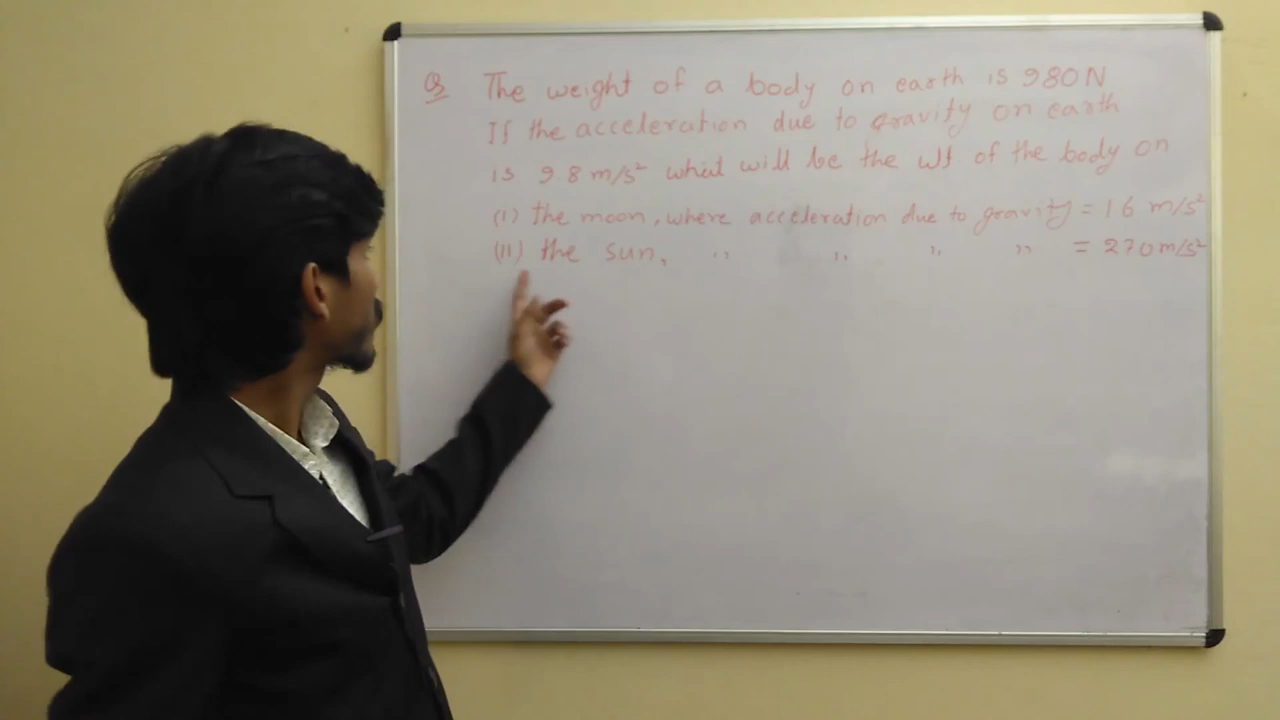 Q The weight of a body on earth is 980N
If the acceleration due to gravity on earth
is 9 8 m/s² what will be the wt of the body on
(I) the moon, where acceleration due to gravity = 1 6 m/s²
(II) the sun, " " " " = 270 m/s²